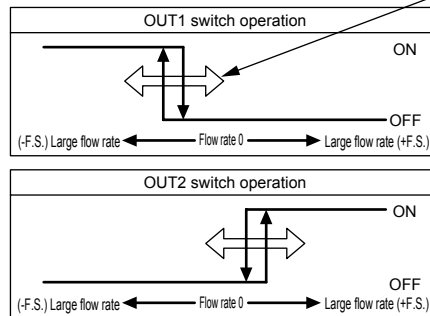 OUT1 switch operation
ON
OFF
(-F.S.) Large flow rate Flow rate 0 Large flow rate (+F.S.)
OUT2 switch operation
ON
OFF
(-F.S.) Large flow rate Flow rate 0 Large flow rate (+F.S.)